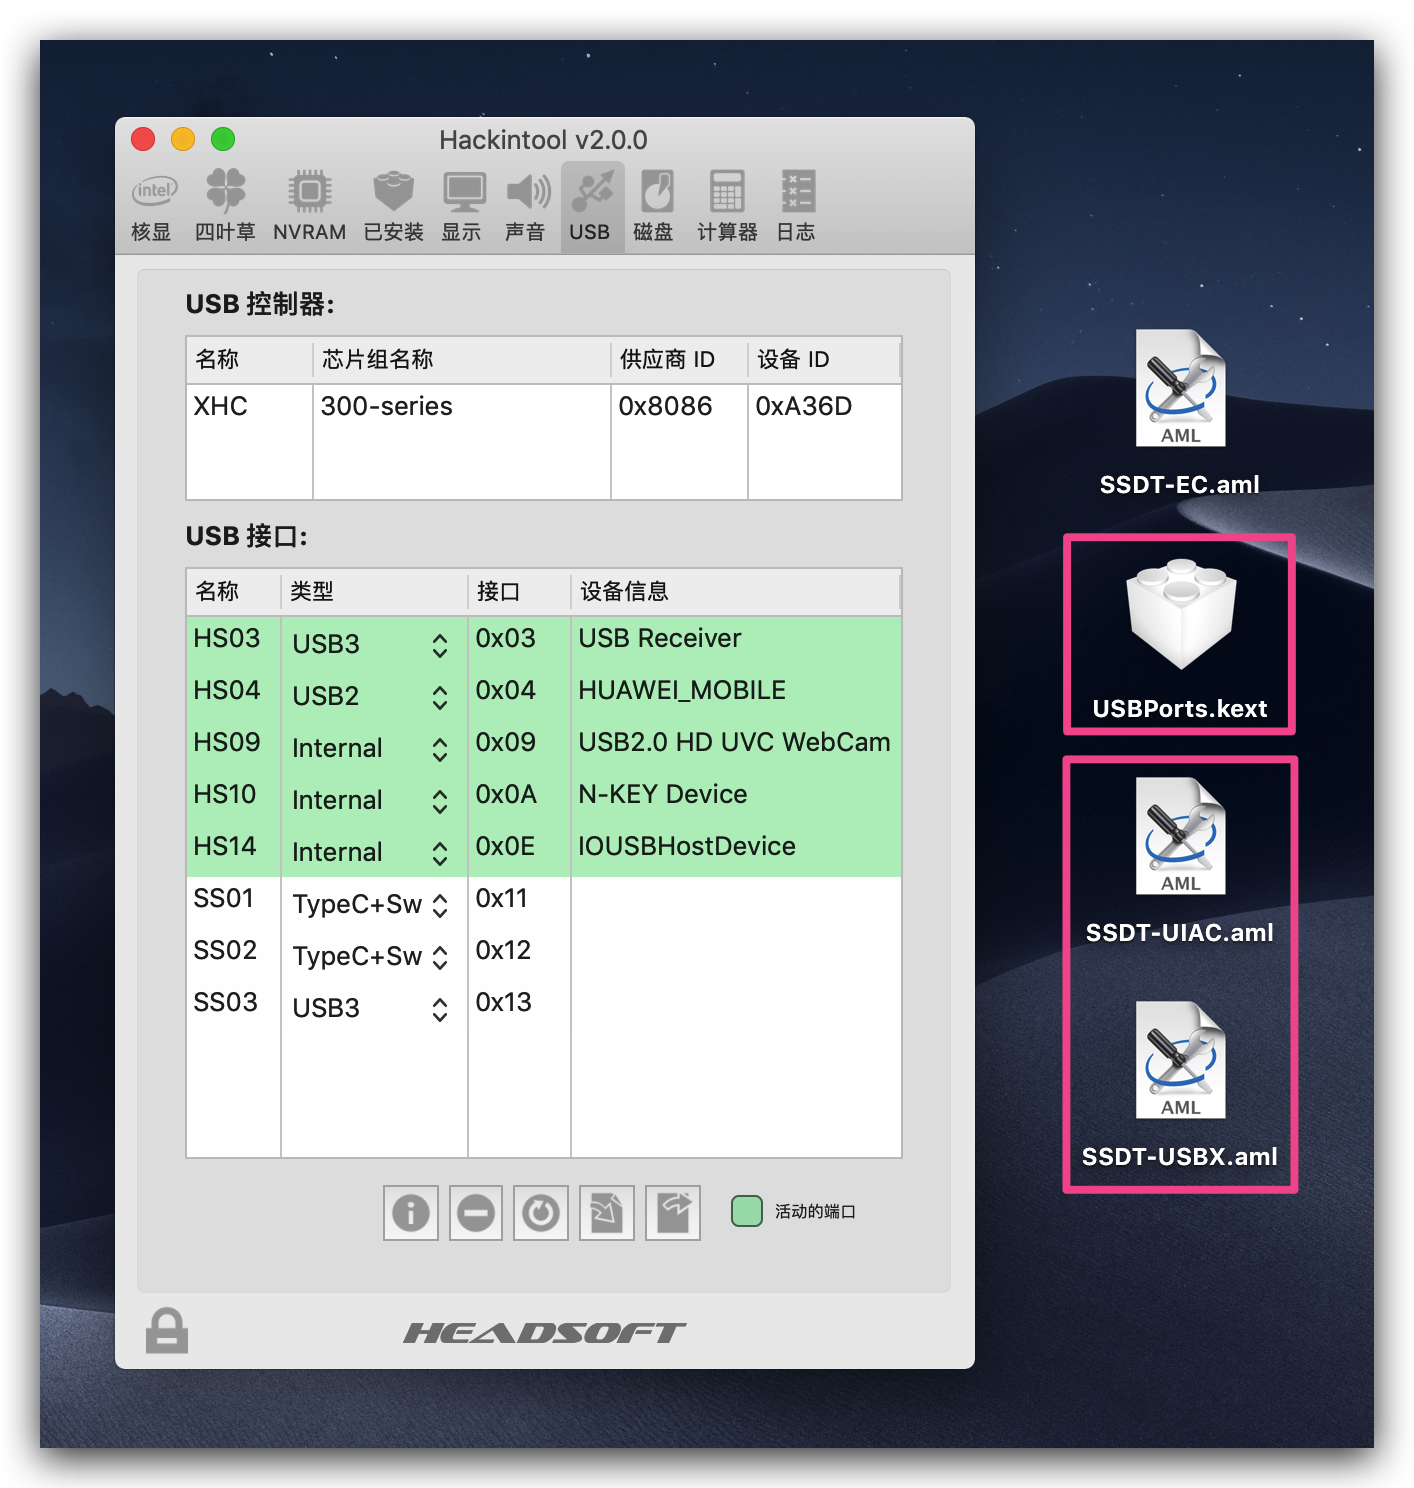 Hackintool v2.0.0
intel
核显 四叶草 NVRAM 已安装 显示 声音 USB 磁盘 计算器 日志
USB 控制器:
名称 芯片组名称 供应商 ID 设备 ID
XHC 300-series 0x8086 0xA36D
USB 接口:
名称 类型 接口 设备信息
HS03 USB3 0x03 USB Receiver
HS04 USB2 0x04 HUAWEI_MOBILE
HS09 Internal 0x09 USB2.0 HD UVC WebCam
HS10 Internal 0x0A N-KEY Device
HS14 Internal 0x0E IOUSBHostDevice
SS01 TypeC+Sw 0x11
SS02 TypeC+Sw 0x12
SS03 USB3 0x13
活动的端口
HEADSOFT
AML
SSDT-EC.aml
USBPorts.kext
AML
SSDT-UIAC.aml
AML
SSDT-USBX.aml